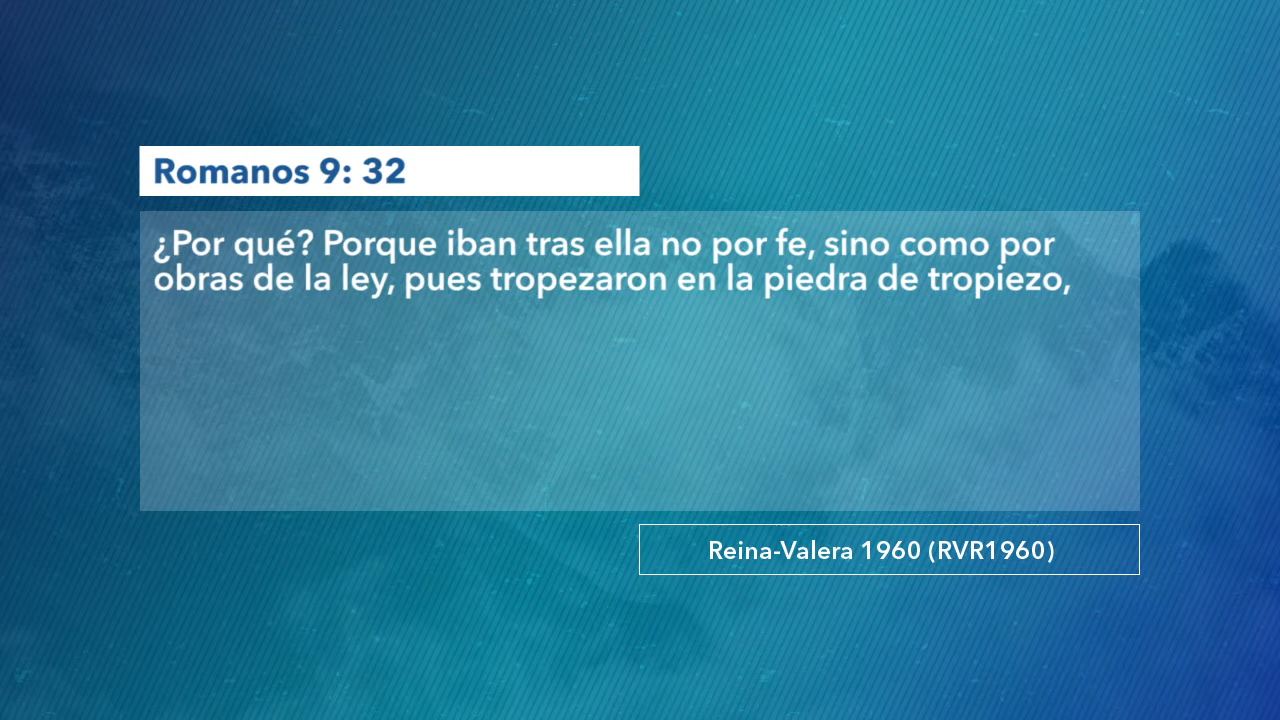 Romanos 9: 32
¿Por qué? Porque iban tras ella no por fe, sino como por
obras de la ley, pues tropezaron en la piedra de tropiezo,
Reina-Valera 1960 (RVR1960)